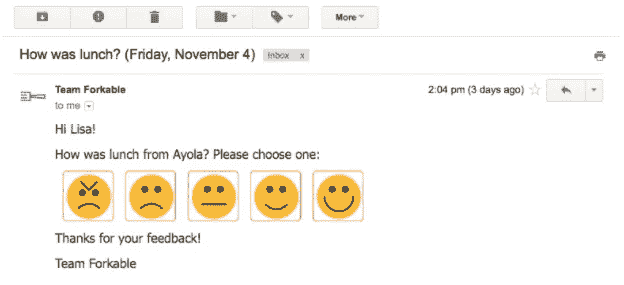 More
How was lunch? (Friday, November 4) Inbox x
Team Forkable 2:04 pm (3 days ago)
to me
Hi Lisa!
How was lunch from Ayola? Please choose one:
Thanks for your feedback!
Team Forkable